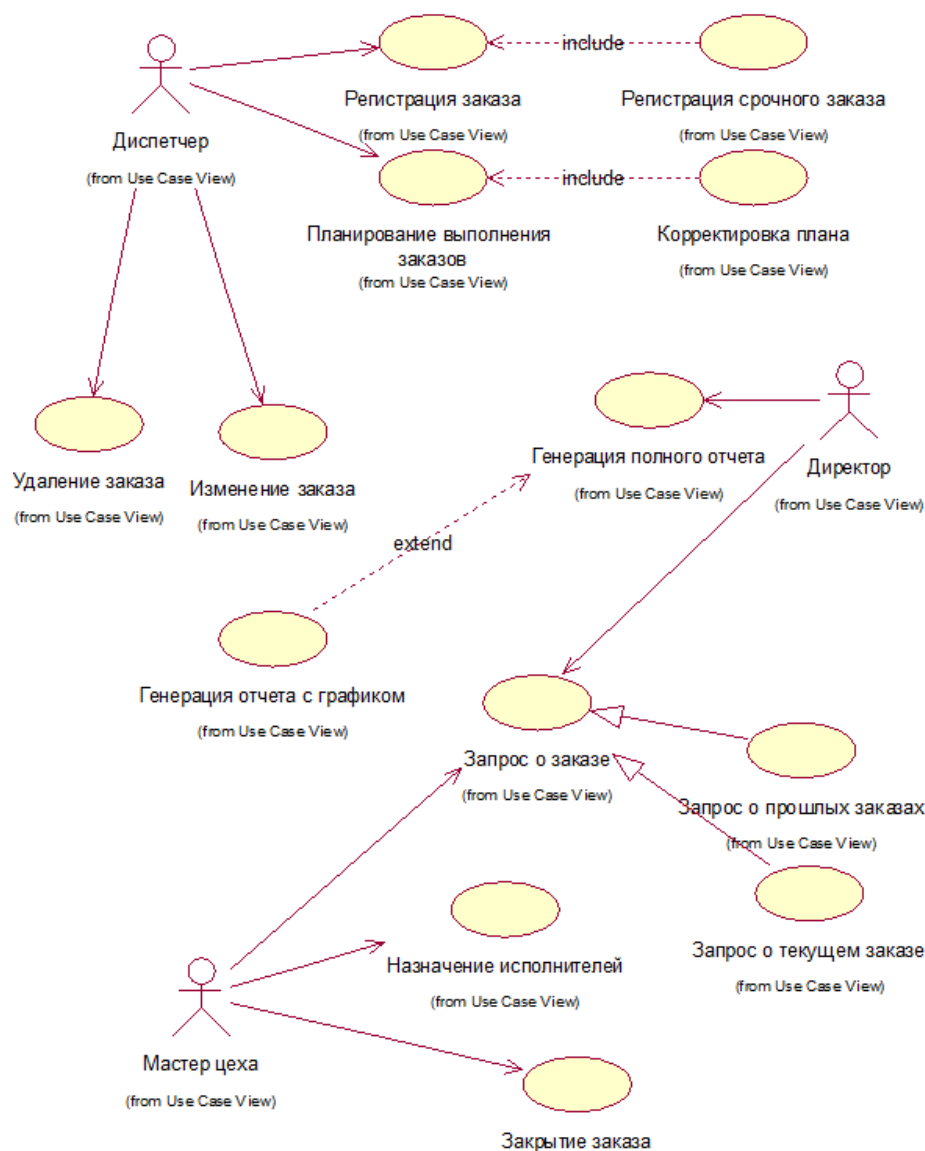 include
Регистрация заказа
(from Use Case View)
Регистрация срочного заказа
(from Use Case View)
Диспетчер
(from Use Case View)
include
Планирование выполнения
заказов
(from Use Case View)
Корректировка плана
(from Use Case View)
Удаление заказа
(from Use Case View)
Изменение заказа
(from Use Case View)
Генерация полного отчета
(from Use Case View)
Директор
(from Use Case View)
extend
Генерация отчета с графиком
(from Use Case View)
Запрос о заказе
(from Use Case View)
Запрос о прошлых заказах
(from Use Case View)
Запрос о текущем заказе
(from Use Case View)
Назначение исполнителей
(from Use Case View)
Мастер цеха
(from Use Case View)
Закрытие заказа